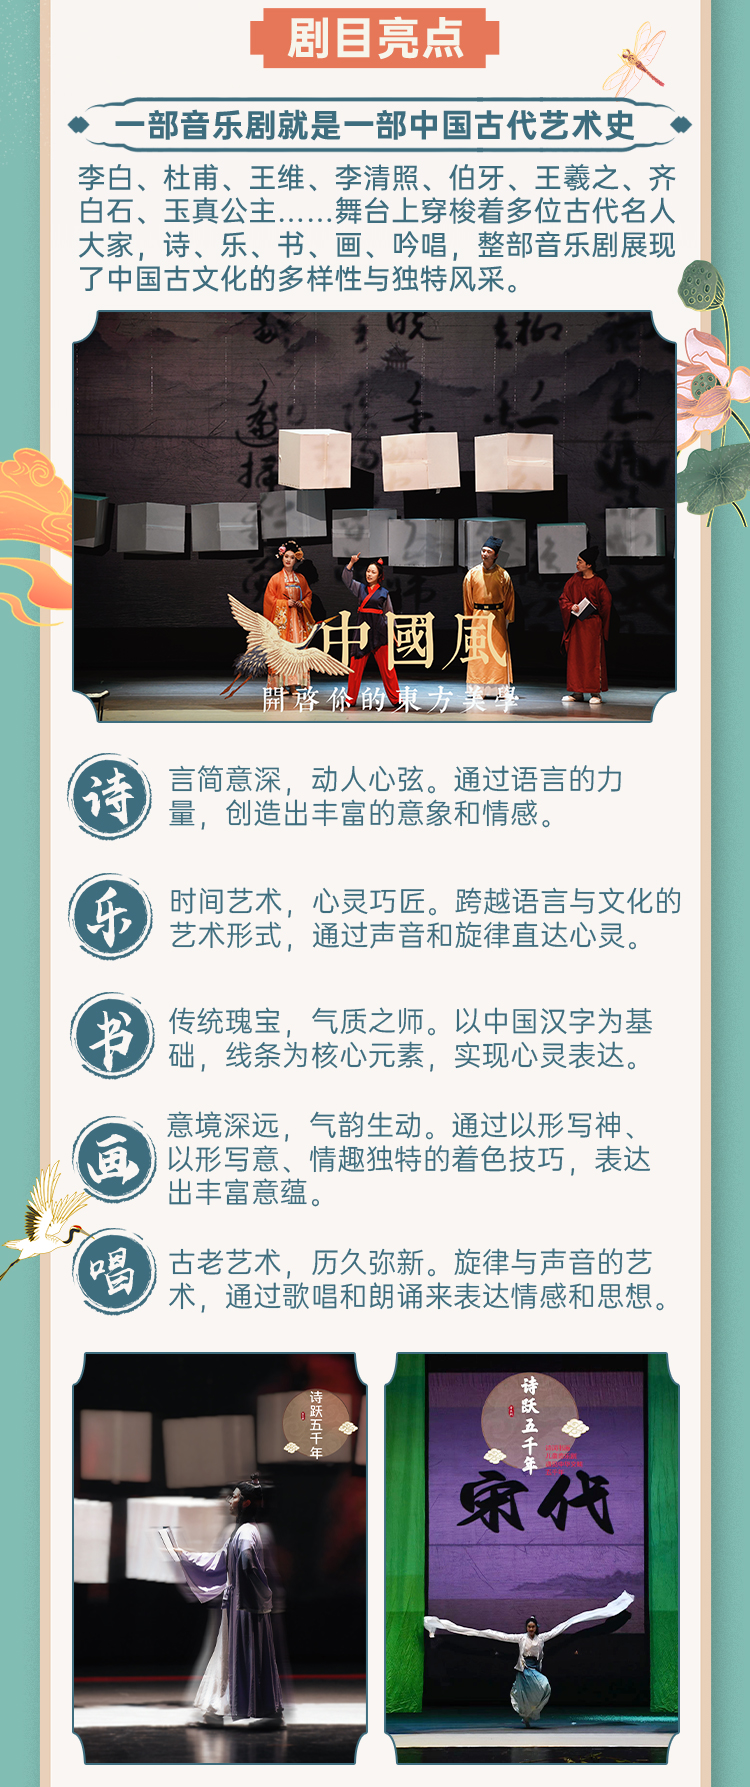 剧目亮点
一部音乐剧就是一部中国古代艺术史
李白、杜甫、王维、李清照、伯牙、王羲之、齐
白石、玉真公主……舞台上穿梭着多位古代名人
大家，诗、乐、书、画、吟唱，整部音乐剧展现
了中国古文化的多样性与独特风采。
中國風
開啓你的東方美學
诗
言简意深，动人心弦。通过语言的力
量，创造出丰富的意象和情感。
乐
时间艺术，心灵巧匠。跨越语言与文化的
艺术形式，通过声音和旋律直达心灵。
书
传统瑰宝，气质之师。以中国汉字为基
础，线条为核心元素，实现心灵表达。
画
意境深远，气韵生动。通过以形写神、
以形写意、情趣独特的着色技巧，表达
出丰富意蕴。
唱
古老艺术，历久弥新。旋律与声音的艺
术，通过歌唱和朗诵来表达情感和思想。
诗跃五千年
诗跃五千年
宋代